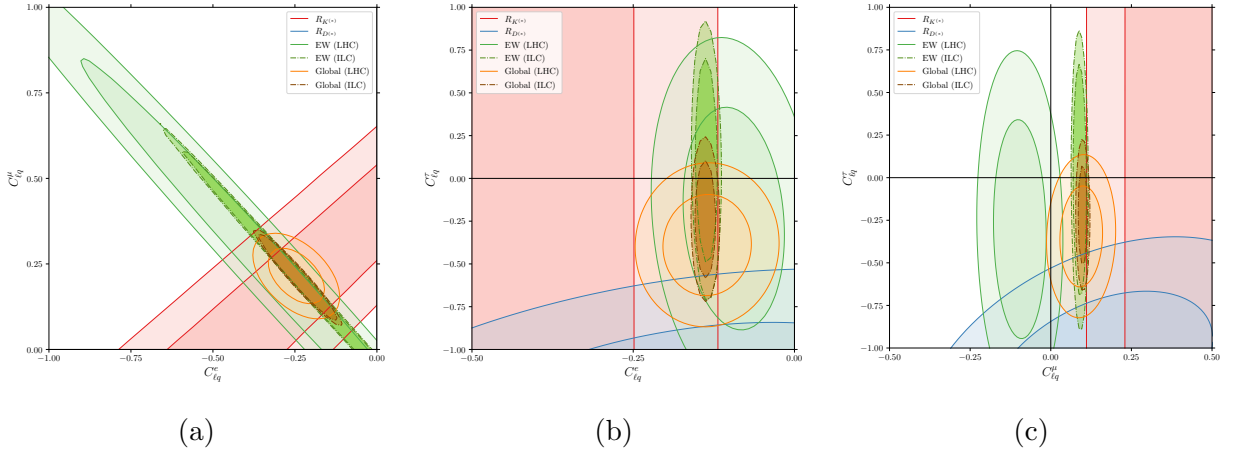 1.00
0.75
0.50
0.25
0.00
−1.00
−0.75
−0.50
−0.25
0.00
C^e_{ℓq}
C^μ_{ℓq}
R_{K^{(∗)}}
R_{D^{(∗)}}
EW (LHC)
EW (ILC)
Global (LHC)
Global (ILC)
(a)
1.00
0.75
0.50
0.25
0.00
−0.25
−0.50
−0.75
−1.00
−0.50
−0.25
0.00
C^e_{ℓq}
C^τ_{ℓq}
R_{K^{(∗)}}
R_{D^{(∗)}}
EW (LHC)
EW (ILC)
Global (LHC)
Global (ILC)
(b)
1.00
0.75
0.50
0.25
0.00
−0.25
−0.50
−0.75
−1.00
−0.50
−0.25
0.00
0.25
0.50
C^μ_{ℓq}
C^τ_{ℓq}
R_{K^{(∗)}}
R_{D^{(∗)}}
EW (LHC)
EW (ILC)
Global (LHC)
Global (ILC)
(c)